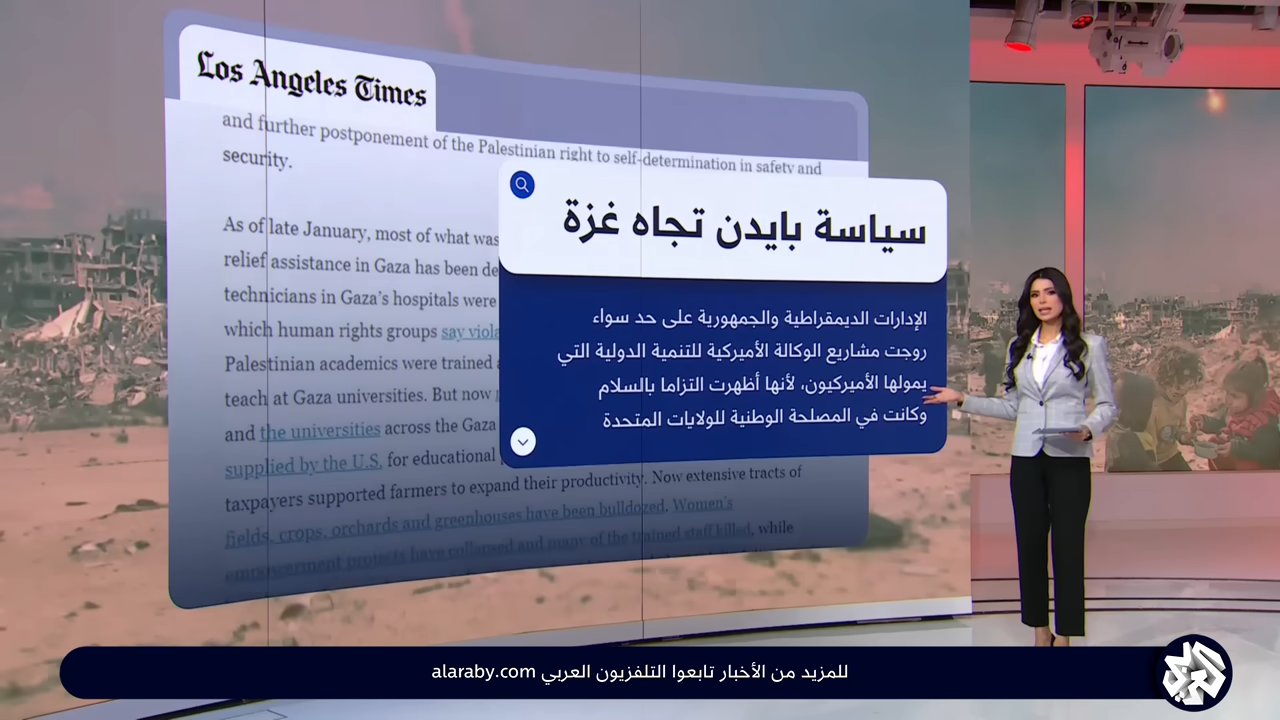 Los Angeles Times
and further postponement of the Palestinian right to self-determination in safety and
security.
As of late January, most of what was
relief assistance in Gaza has been de
technicians in Gaza's hospitals were
which human rights groups say viola
Palestinian academics were trained a
teach at Gaza universities. But now
and the universities across the Gaza
supplied by the U.S. for educational
taxpayers supported farmers to expand their productivity. Now extensive tracts of
fields, crops, orchards and greenhouses have been bulldozed. Women's
empowerment projects have collapsed and many of the trained staff killed, while
سياسة بايدن تجاه غزة
الإدارات الديمقراطية والجمهورية على حد سواء
روجت مشاريع الوكالة الأميركية للتنمية الدولية التي
يمولها الأميركيون، لأنها أظهرت التزاما بالسلام
وكانت في المصلحة الوطنية للولايات المتحدة
للمزيد من الأخبار تابعوا التلفزيون العربي alaraby.com
العربي